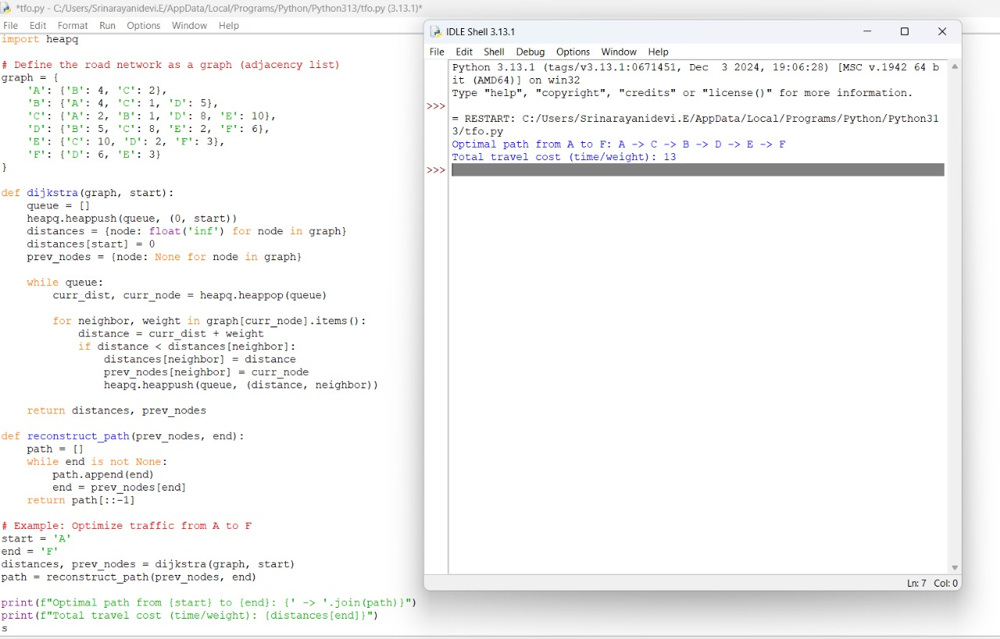 *tfo.py - C:/Users/Srinarayanidevi.E/AppData/Local/Programs/Python/Python313/tfo.py (3.13.1)*
File Edit Format Run Options Window Help
import heapq

# Define the road network as a graph (adjacency list)
graph = {
    'A': {'B': 4, 'C': 2},
    'B': {'A': 4, 'C': 1, 'D': 5},
    'C': {'A': 2, 'B': 1, 'D': 8, 'E': 10},
    'D': {'B': 5, 'C': 8, 'E': 2, 'F': 6},
    'E': {'C': 10, 'D': 2, 'F': 3},
    'F': {'D': 6, 'E': 3}
}

def dijkstra(graph, start):
    queue = []
    heapq.heappush(queue, (0, start))
    distances = {node: float('inf') for node in graph}
    distances[start] = 0
    prev_nodes = {node: None for node in graph}

    while queue:
        curr_dist, curr_node = heapq.heappop(queue)

        for neighbor, weight in graph[curr_node].items():
            distance = curr_dist + weight
            if distance < distances[neighbor]:
                distances[neighbor] = distance
                prev_nodes[neighbor] = curr_node
                heapq.heappush(queue, (distance, neighbor))

    return distances, prev_nodes

def reconstruct_path(prev_nodes, end):
    path = []
    while end is not None:
        path.append(end)
        end = prev_nodes[end]
    return path[::-1]

# Example: Optimize traffic from A to F
start = 'A'
end = 'F'
distances, prev_nodes = dijkstra(graph, start)
path = reconstruct_path(prev_nodes, end)

print(f"Optimal path from {start} to {end}: {' -> '.join(path)}")
print(f"Total travel cost (time/weight): {distances[end]}")
s
IDLE Shell 3.13.1
File Edit Shell Debug Options Window Help
Python 3.13.1 (tags/v3.13.1:0671451, Dec  3 2024, 19:06:28) [MSC v.1942 64 b
it (AMD64)] on win32
Type "help", "copyright", "credits" or "license()" for more information.
>>>
= RESTART: C:/Users/Srinarayanidevi.E/AppData/Local/Programs/Python/Python31
3/tfo.py
Optimal path from A to F: A -> C -> B -> D -> E -> F
Total travel cost (time/weight): 13
>>>
Ln: 7 Col: 0